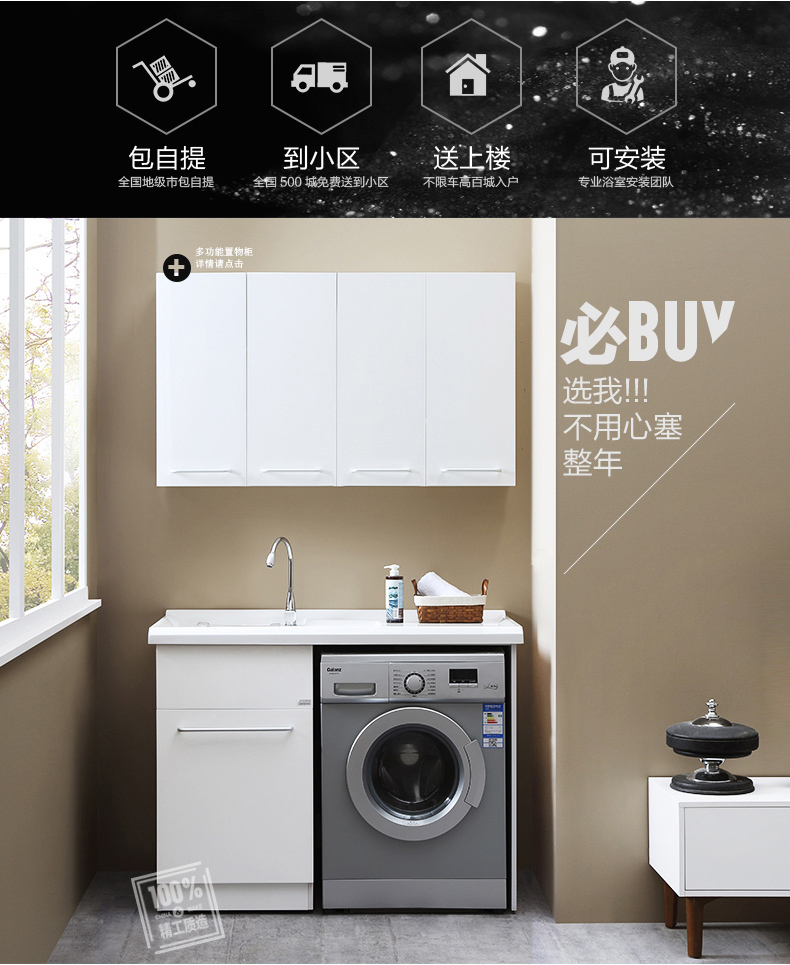 包自提
全国地级市包自提
到小区
全国 500 城免费送到小区
送上楼
不限车高百城入户
可安装
专业浴室安装团队
多功能置物柜
详情请点击
必BUY
选我!!!
不用心塞
整年
Galanz
100%
精工质造